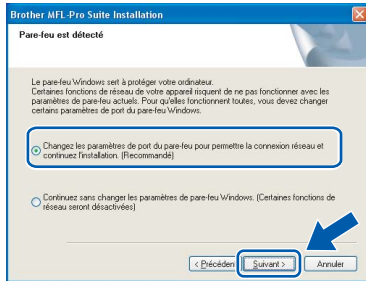 Brother MFL-Pro Suite Installation
Pare-feu est détecté
Le pare-feu Windows sert à protéger votre ordinateur.
Certaines fonctions de réseau de votre appareil risquent de ne pas fonctionner avec les
paramètres de pare-feu actuels. Pour qu'elles fonctionnent toutes, vous devez changer
certains paramètres de port du pare-feu Windows.
Changez les paramètres de port du pare-feu pour permettre la connexion réseau et
continuez l'installation. (Recommandé)
Continuez sans changer les paramètres de pare-feu Windows. (Certaines fonctions de
réseau seront désactivées)
< Précéden Suivant > Annuler